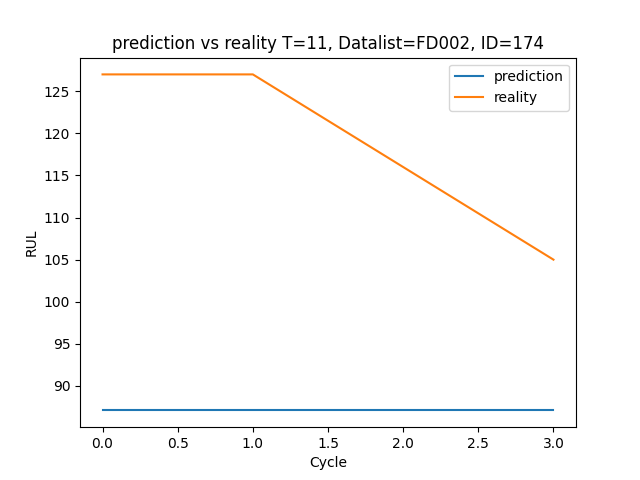 prediction vs reality T=11, Datalist=FD002, ID=174
prediction
reality
125
120
115
110
105
100
95
90
RUL
0.0 0.5 1.0 1.5 2.0 2.5 3.0
Cycle